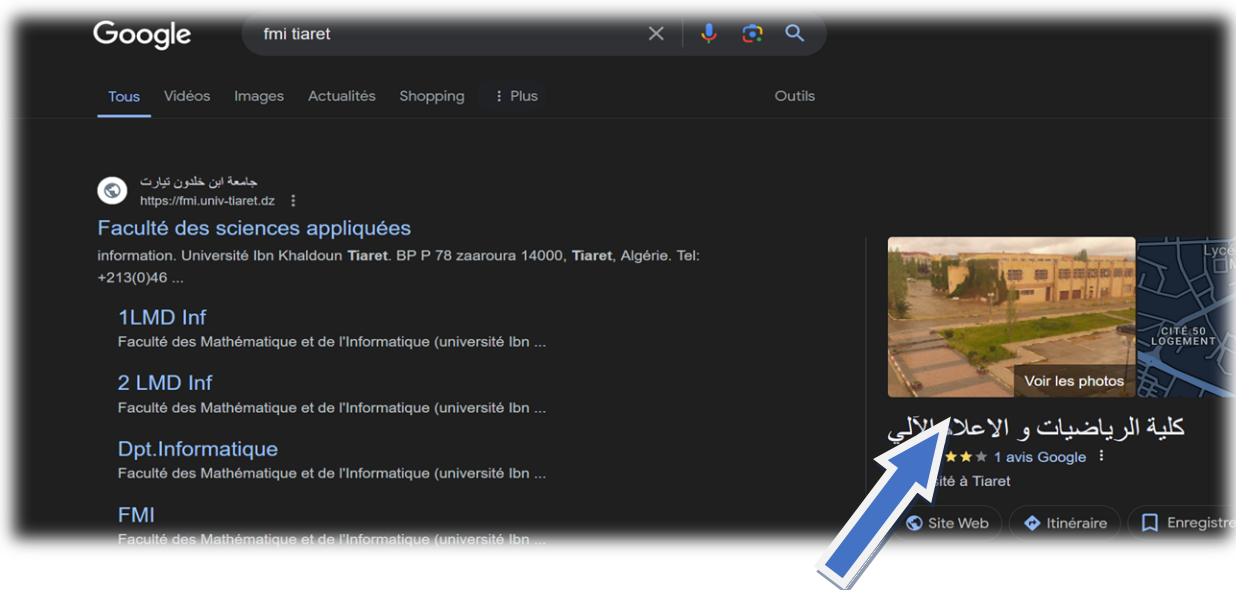 Google
fmi tiaret
Tous Vidéos Images Actualités Shopping Plus Outils
جامعة ابن خلدون تيارت
https://fmi.univ-tiaret.dz
Faculté des sciences appliquées
information. Université Ibn Khaldoun Tiaret. BP P 78 zaaroura 14000, Tiaret, Algérie. Tel:
+213(0)46 ...
1LMD Inf
Faculté des Mathématique et de l'Informatique (université Ibn ...
2 LMD Inf
Faculté des Mathématique et de l'Informatique (université Ibn ...
Dpt.Informatique
Faculté des Mathématique et de l'Informatique (université Ibn ...
FMI
Faculté des Mathématique et de l'Informatique (université Ibn ...
CITÉ 50
LOGEMENT
Voir les photos
كلية الرياضيات و الآلي
1 avis Google
à Tiaret
Site Web Itinéraire